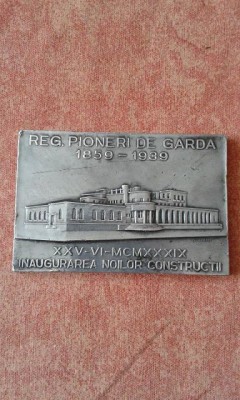 REG. PIONERI DE GARDA
1859 - 1939
XXV-VI-MCMXXXIX
INAUGURAREA NOILOR CONSTRUCTII